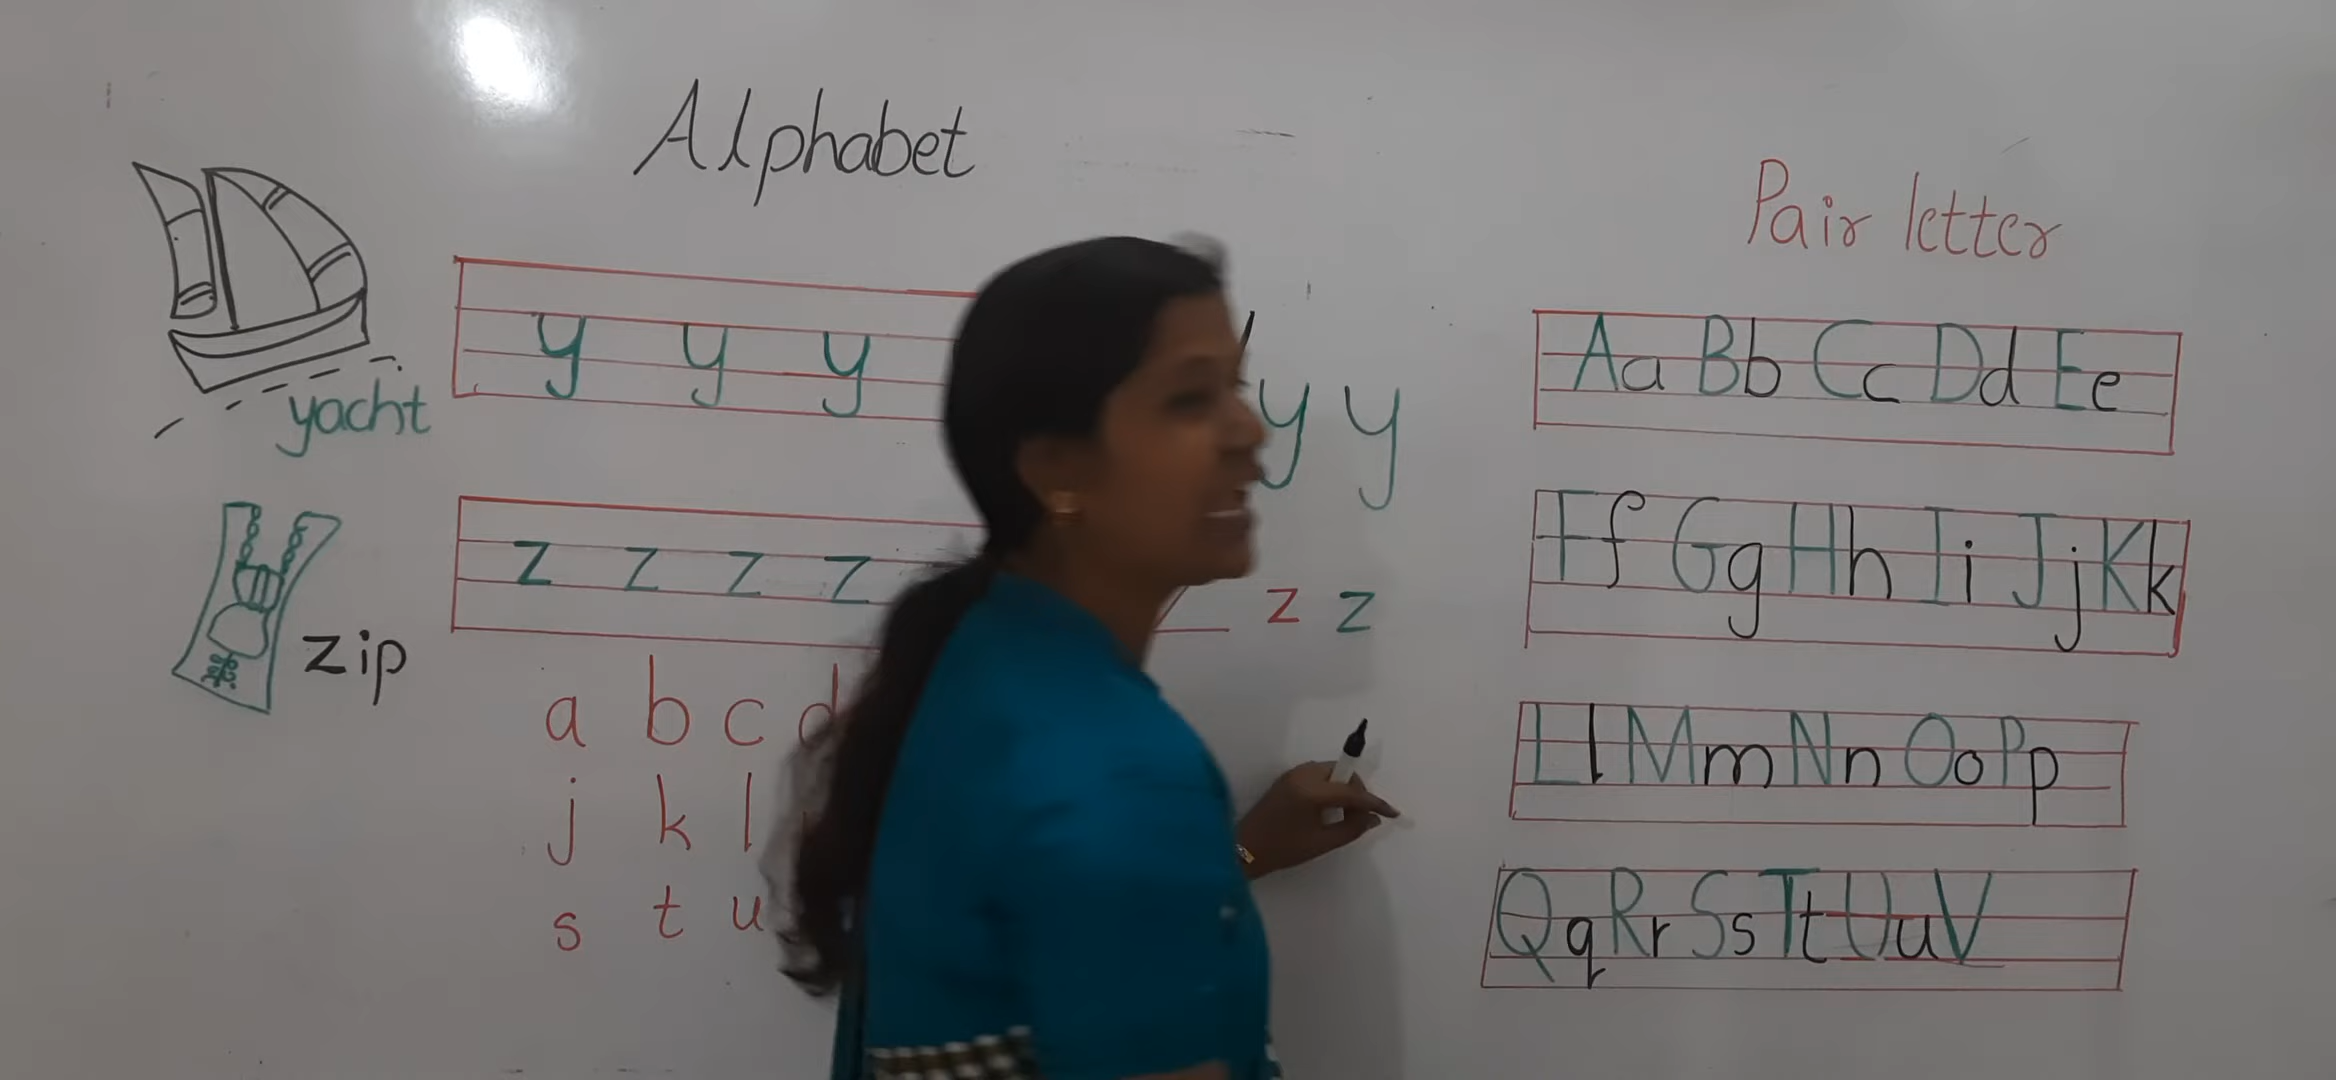 Alphabet
yacht
y y y
y y
z z z z
z z
zip
a b c d
j k l
s t u
Pair letter
Aa Bb Cc Dd Ee
Ff Gg Hh Ii Jj Kk
Ll Mm Nn Oo Pp
Qq Rr Ss Tt Uu V